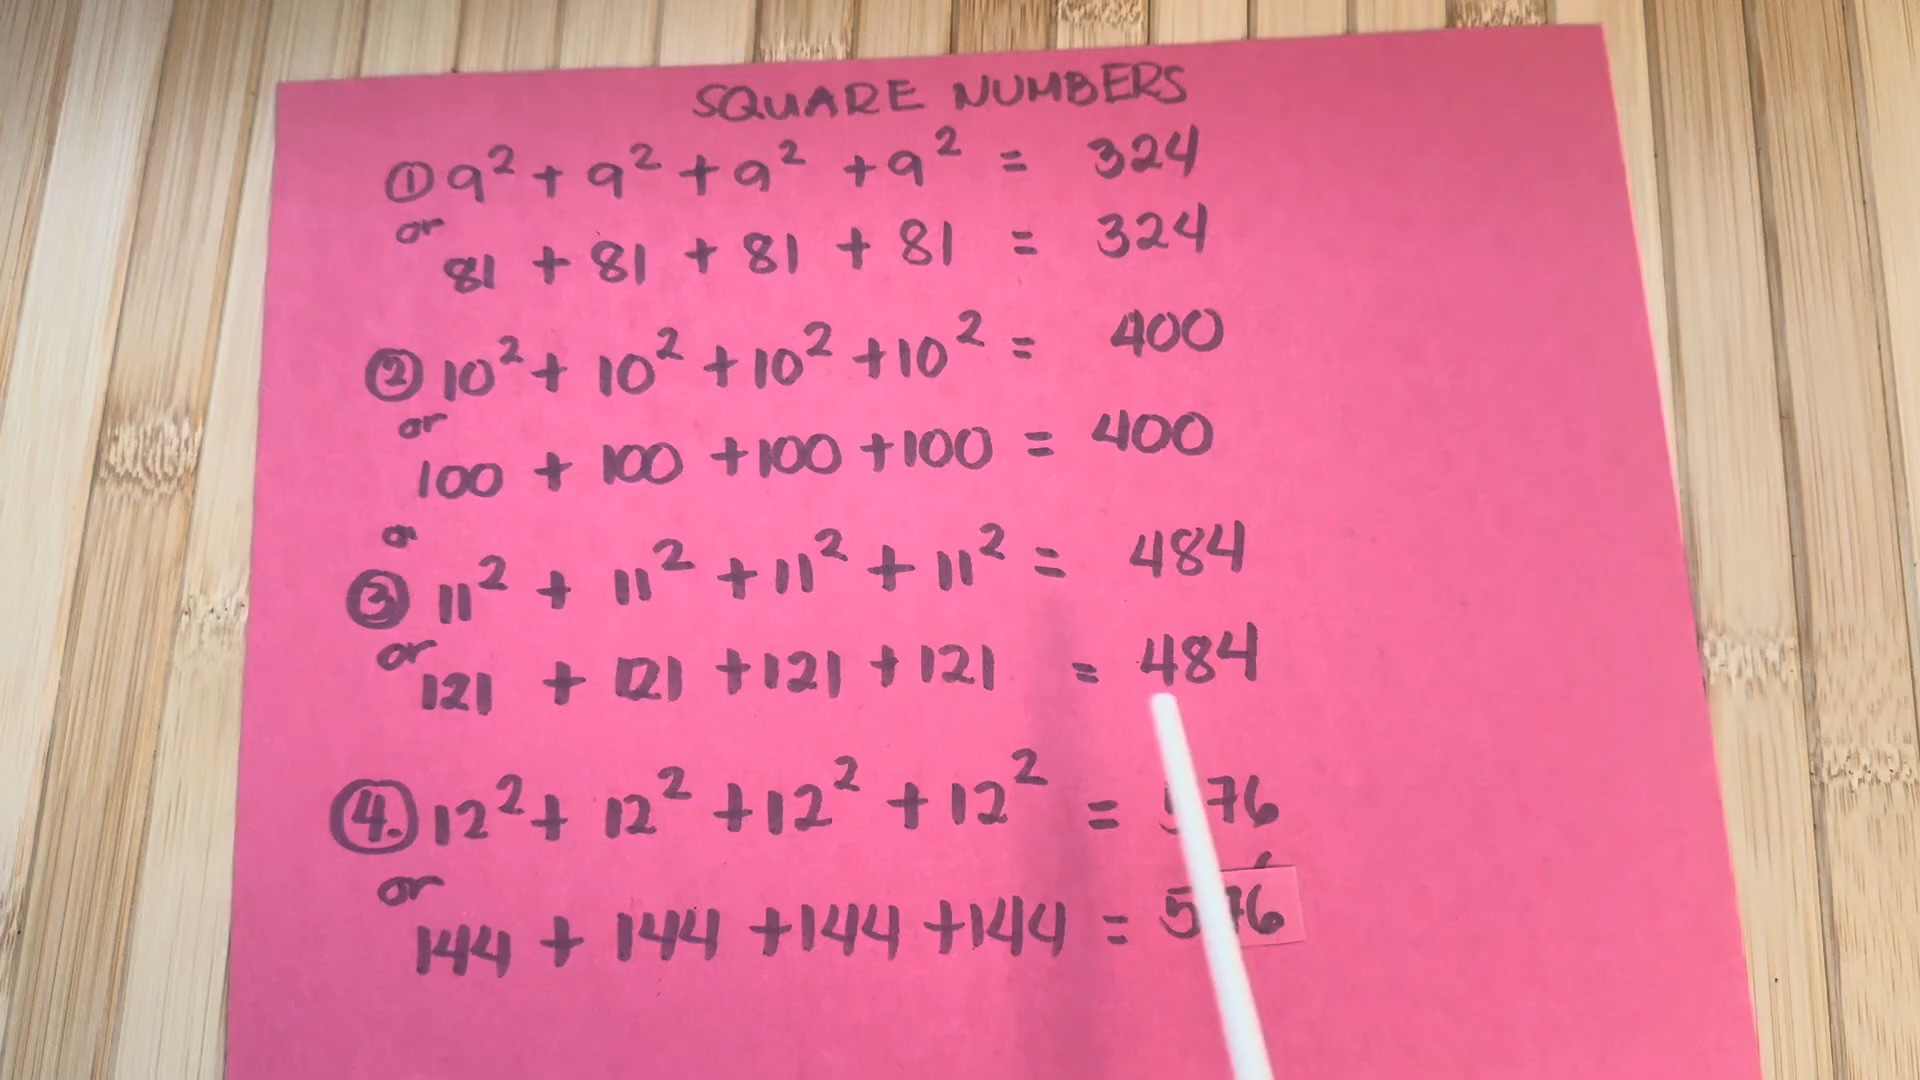 SQUARE NUMBERS
① 9² + 9² + 9² + 9² = 324
or
81 + 81 + 81 + 81 = 324
② 10² + 10² + 10² + 10² = 400
or
100 + 100 + 100 + 100 = 400
or
③ 11² + 11² + 11² + 11² = 484
or
121 + 121 + 121 + 121 = 484
④. 12² + 12² + 12² + 12² = 576
or
144 + 144 + 144 + 144 = 576